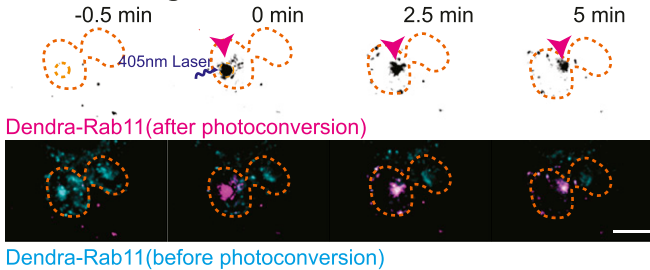 -0.5 min 0 min 2.5 min 5 min
405nm Laser
Dendra-Rab11(after photoconversion)
Dendra-Rab11(before photoconversion)